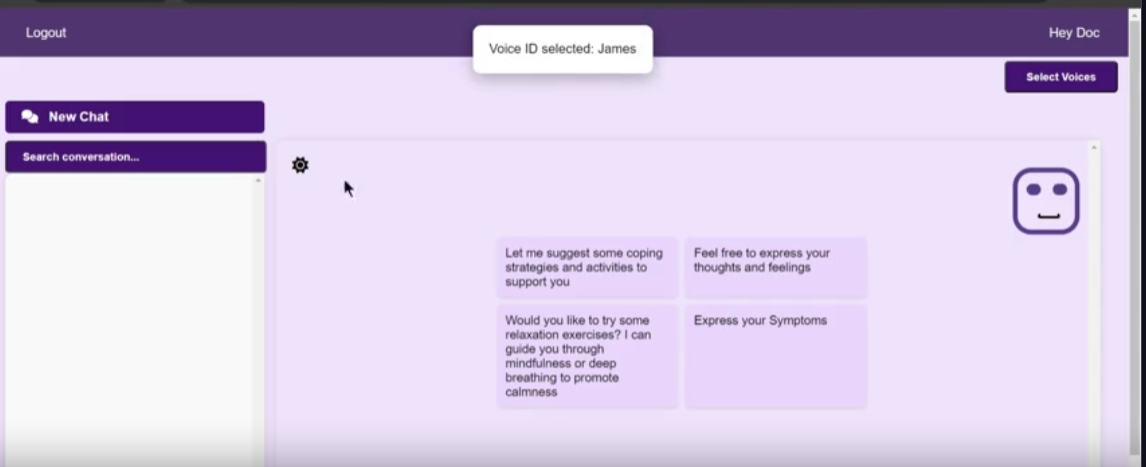 Logout
Voice ID selected: James
Hey Doc
Select Voices
New Chat
Search conversation...
Let me suggest some coping
strategies and activities to
support you
Feel free to express your
thoughts and feelings
Would you like to try some
relaxation exercises? I can
guide you through
mindfulness or deep
breathing to promote
calmness
Express your Symptoms